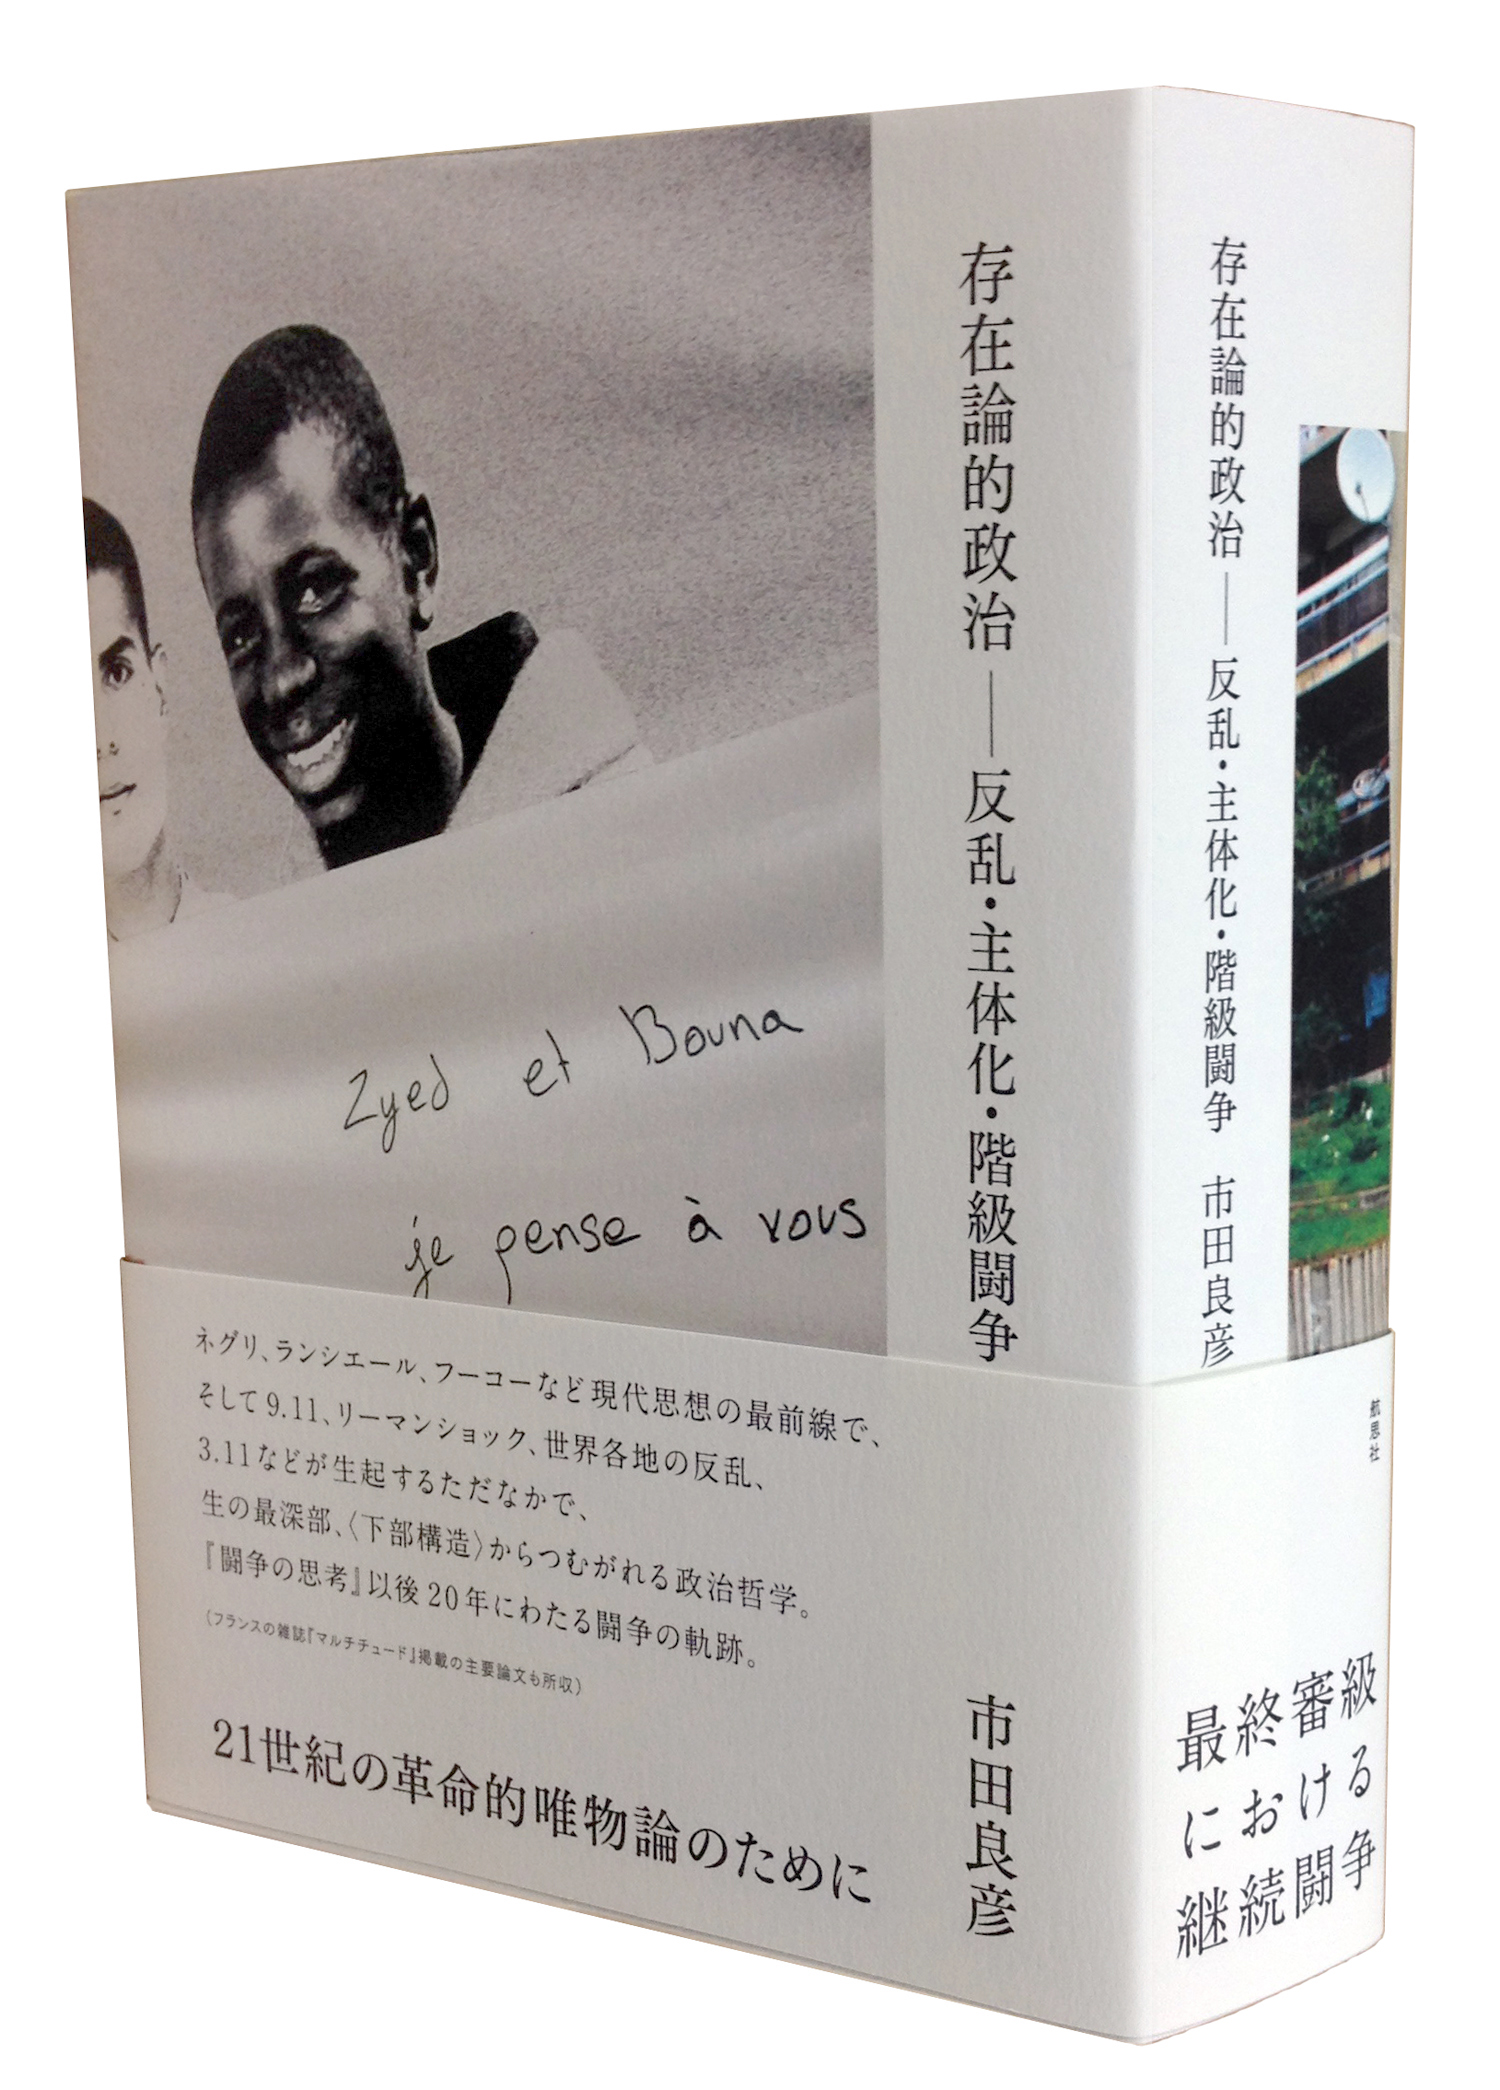 存在論的政治──反乱・主体化・階級闘争
Zyed et Bouna
je pense à vous
ネグリ、ランシエール、フーコーなど現代思想の最前線で、
そして9.11、リーマンショック、世界各地の反乱、
3.11などが生起するただなかで、
生の最深部、〈下部構造〉からつむがれる政治哲学。
『闘争の思考』以後20年にわたる闘争の軌跡。
（フランスの雑誌『マルチチュード』掲載の主要論文も所収）
21世紀の革命的唯物論のために
市田良彦
存在論的政治──反乱・主体化・階級闘争 市田良彦
航思社
最終審級
における
継続闘争